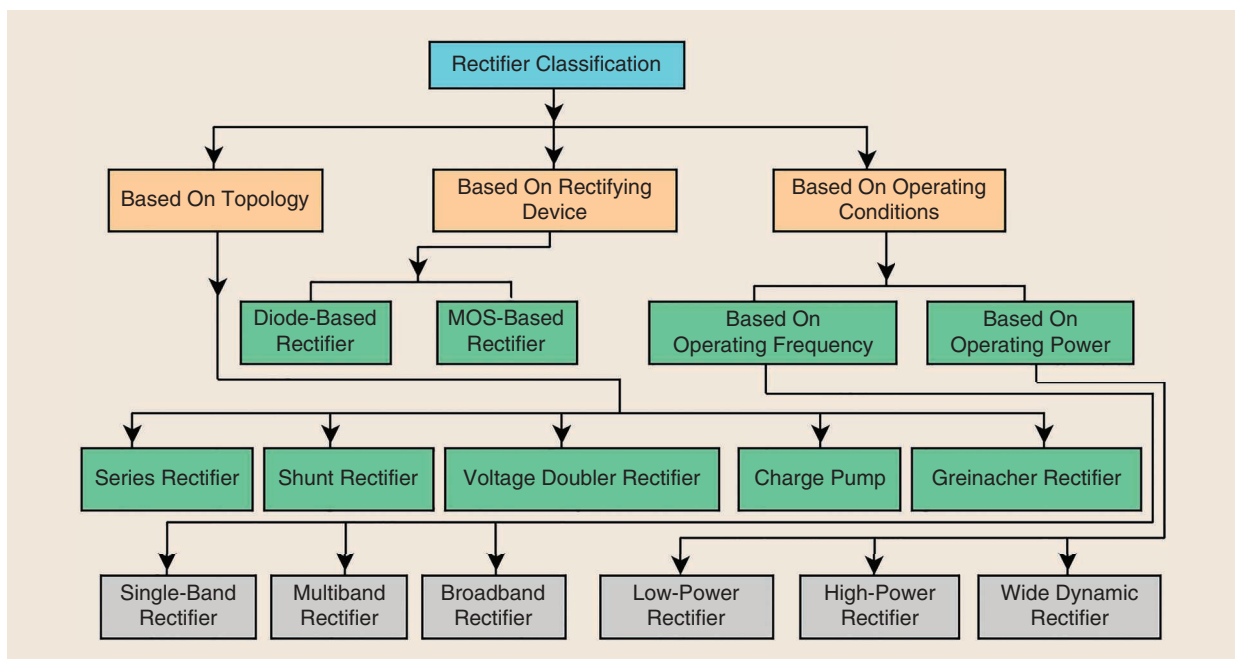 Rectifier Classification
Based On Topology
Based On Rectifying
Device
Based On Operating
Conditions
Diode-Based
Rectifier
MOS-Based
Rectifier
Based On
Operating Frequency
Based On
Operating Power
Series Rectifier
Shunt Rectifier
Voltage Doubler Rectifier
Charge Pump
Greinacher Rectifier
Single-Band
Rectifier
Multiband
Rectifier
Broadband
Rectifier
Low-Power
Rectifier
High-Power
Rectifier
Wide Dynamic
Rectifier